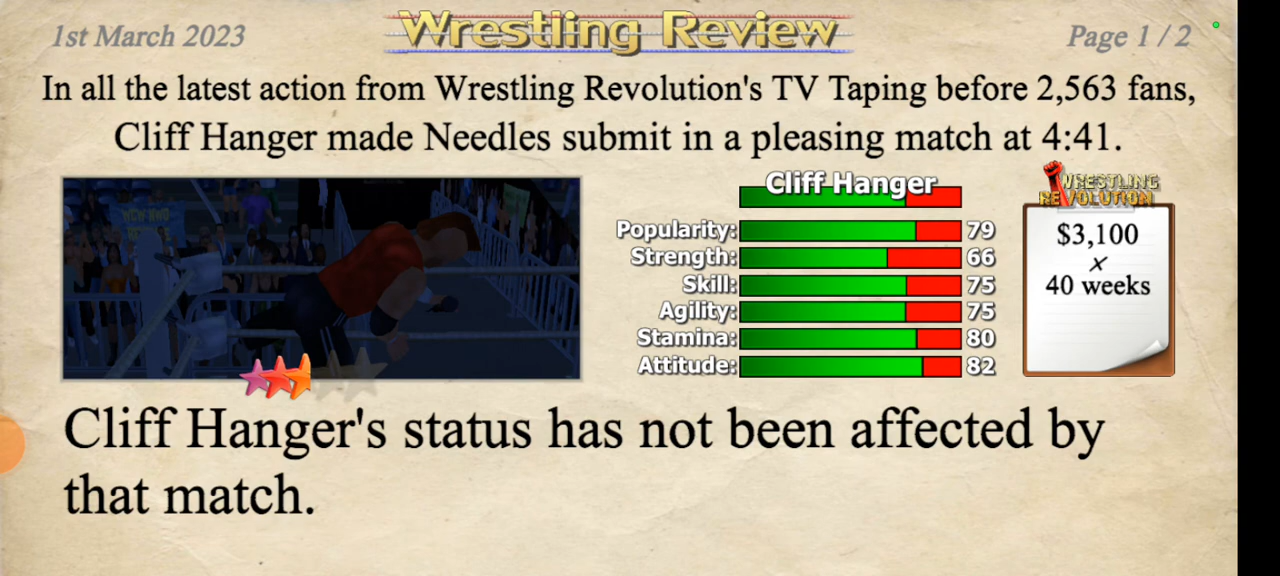 1st March 2023
Wrestling Review
Page 1 / 2
In all the latest action from Wrestling Revolution's TV Taping before 2,563 fans,
Cliff Hanger made Needles submit in a pleasing match at 4:41.
Cliff Hanger
Popularity: 79
Strength: 66
Skill: 75
Agility: 75
Stamina: 80
Attitude: 82
WRESTLING
REVOLUTION
$3,100
x
40 weeks
Cliff Hanger's status has not been affected by
that match.